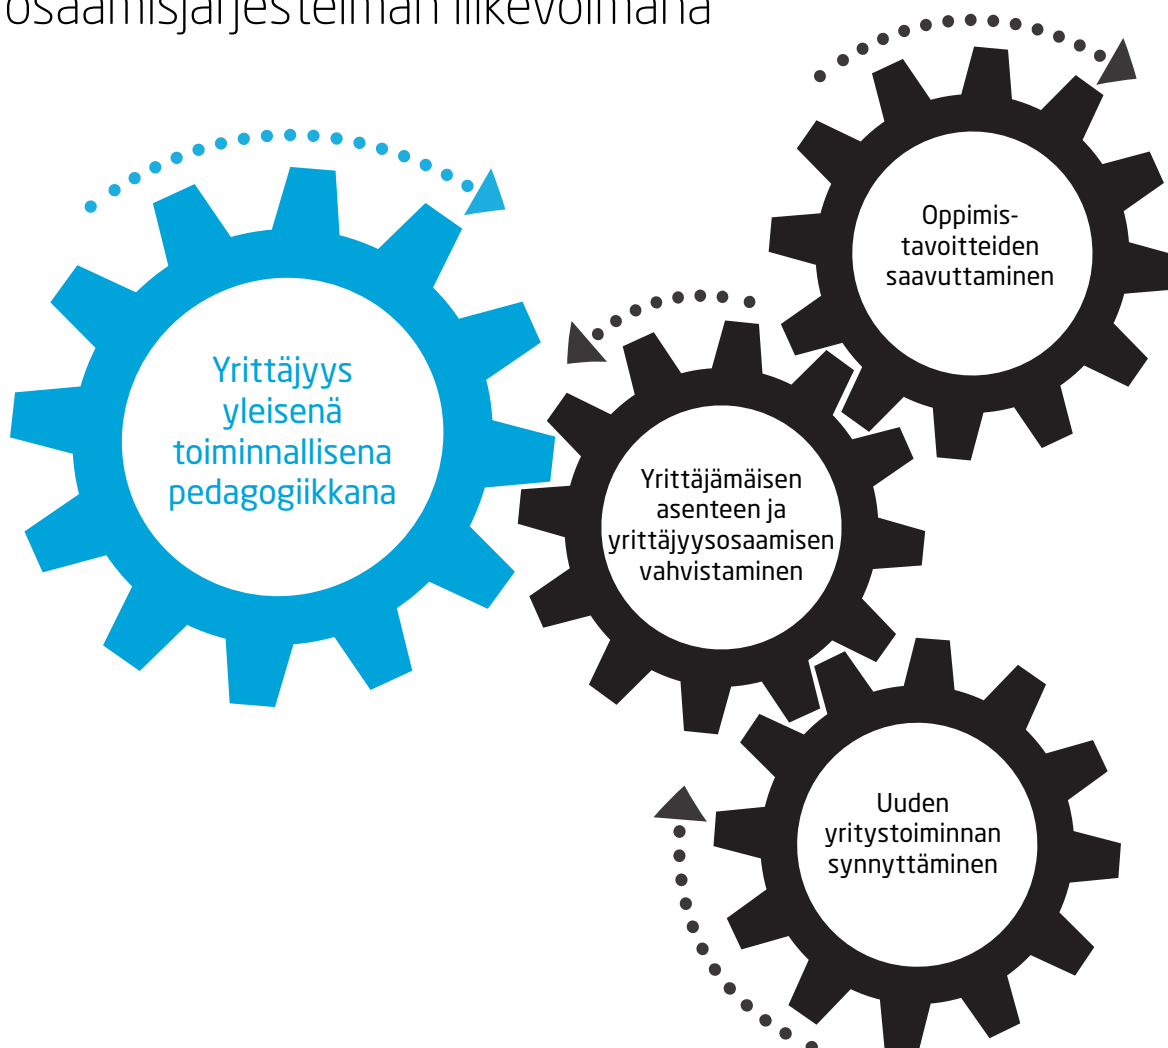 osaamisjärjestelmän liikevoimana
Oppimis-
tavoitteiden
saavuttaminen
Yrittäjyys
yleisenä
toiminnallisena
pedagogiikkana
Yrittäjämäisen
asenteen ja
yrittäjyysosaamisen
vahvistaminen
Uuden
yritystoiminnan
synnyttäminen